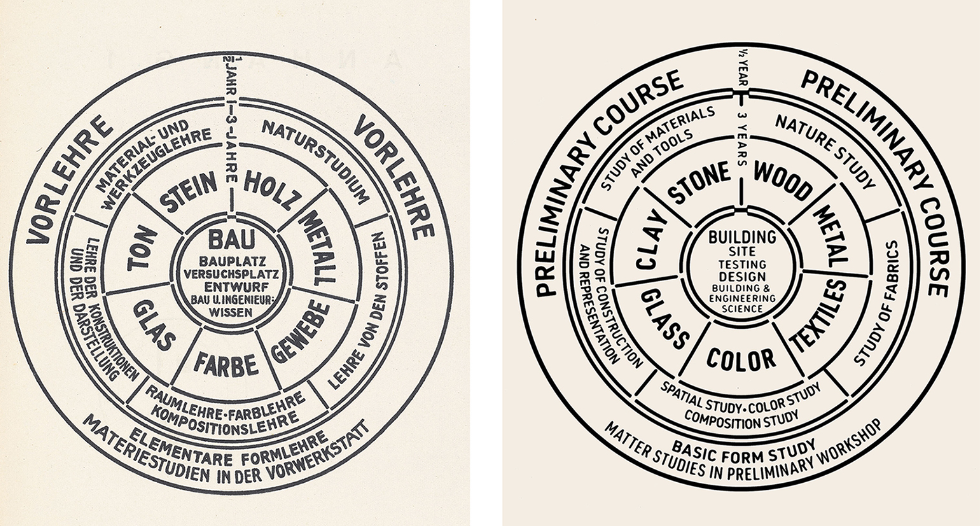 VORLEHRE
VORLEHRE
½ JAHR
1–3 JAHRE
MATERIAL- UND
WERKZEUGLEHRE
NATURSTUDIUM
LEHRE VON DEN STOFFEN
RAUMLEHRE·FARBLEHRE
KOMPOSITIONSLEHRE
LEHRE DER KONSTRUKTIONEN
UND DER DARSTELLUNG
STEIN
HOLZ
METALL
GEWEBE
FARBE
GLAS
TON
BAU
BAUPLATZ
VERSUCHSPLATZ
ENTWURF
BAU U. INGENIEUR:
WISSEN
ELEMENTARE FORMLEHRE
MATERIESTUDIEN IN DER VORWERKSTATT
PRELIMINARY COURSE
PRELIMINARY COURSE
½ YEAR
3 YEARS
STUDY OF MATERIALS
AND TOOLS
NATURE STUDY
STUDY OF FABRICS
SPATIAL STUDY•COLOR STUDY
COMPOSITION STUDY
STUDY OF CONSTRUCTION
AND REPRESENTATION
STONE
WOOD
METAL
TEXTILES
COLOR
GLASS
CLAY
BUILDING
SITE
TESTING
DESIGN
BUILDING &
ENGINEERING
SCIENCE
BASIC FORM STUDY
MATTER STUDIES IN PRELIMINARY WORKSHOP